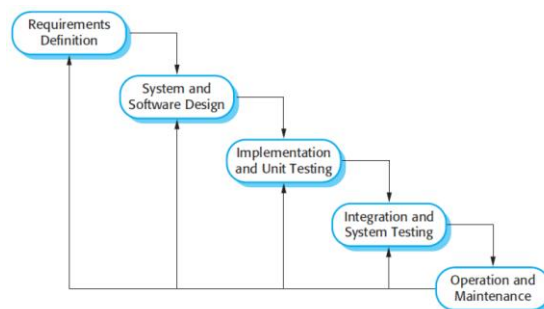 Requirements
Definition
System and
Software Design
Implementation
and Unit Testing
Integration and
System Testing
Operation and
Maintenance